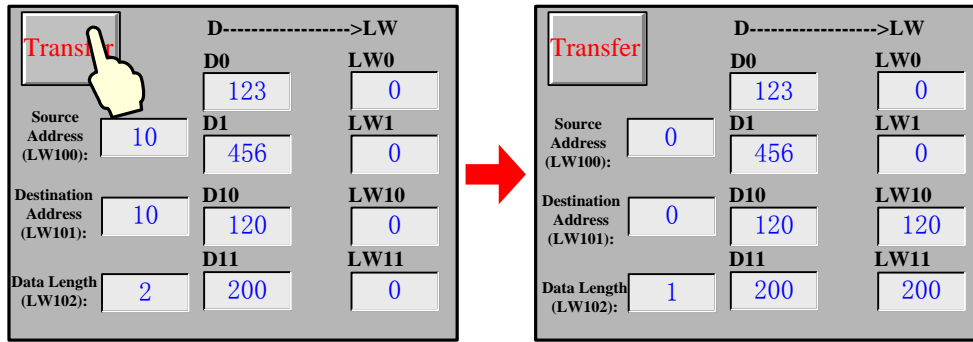 Transfer
D------------------->LW
D0 LW0
123 0
Source
Address
(LW100):
10
D1 LW1
456 0
Destination
Address
(LW101):
10
D10 LW10
120 0
Data Length
(LW102):
2
D11 LW11
200 0
Transfer
D------------------->LW
D0 LW0
123 0
Source
Address
(LW100):
0
D1 LW1
456 0
Destination
Address
(LW101):
0
D10 LW10
120 120
Data Length
(LW102):
1
D11 LW11
200 200